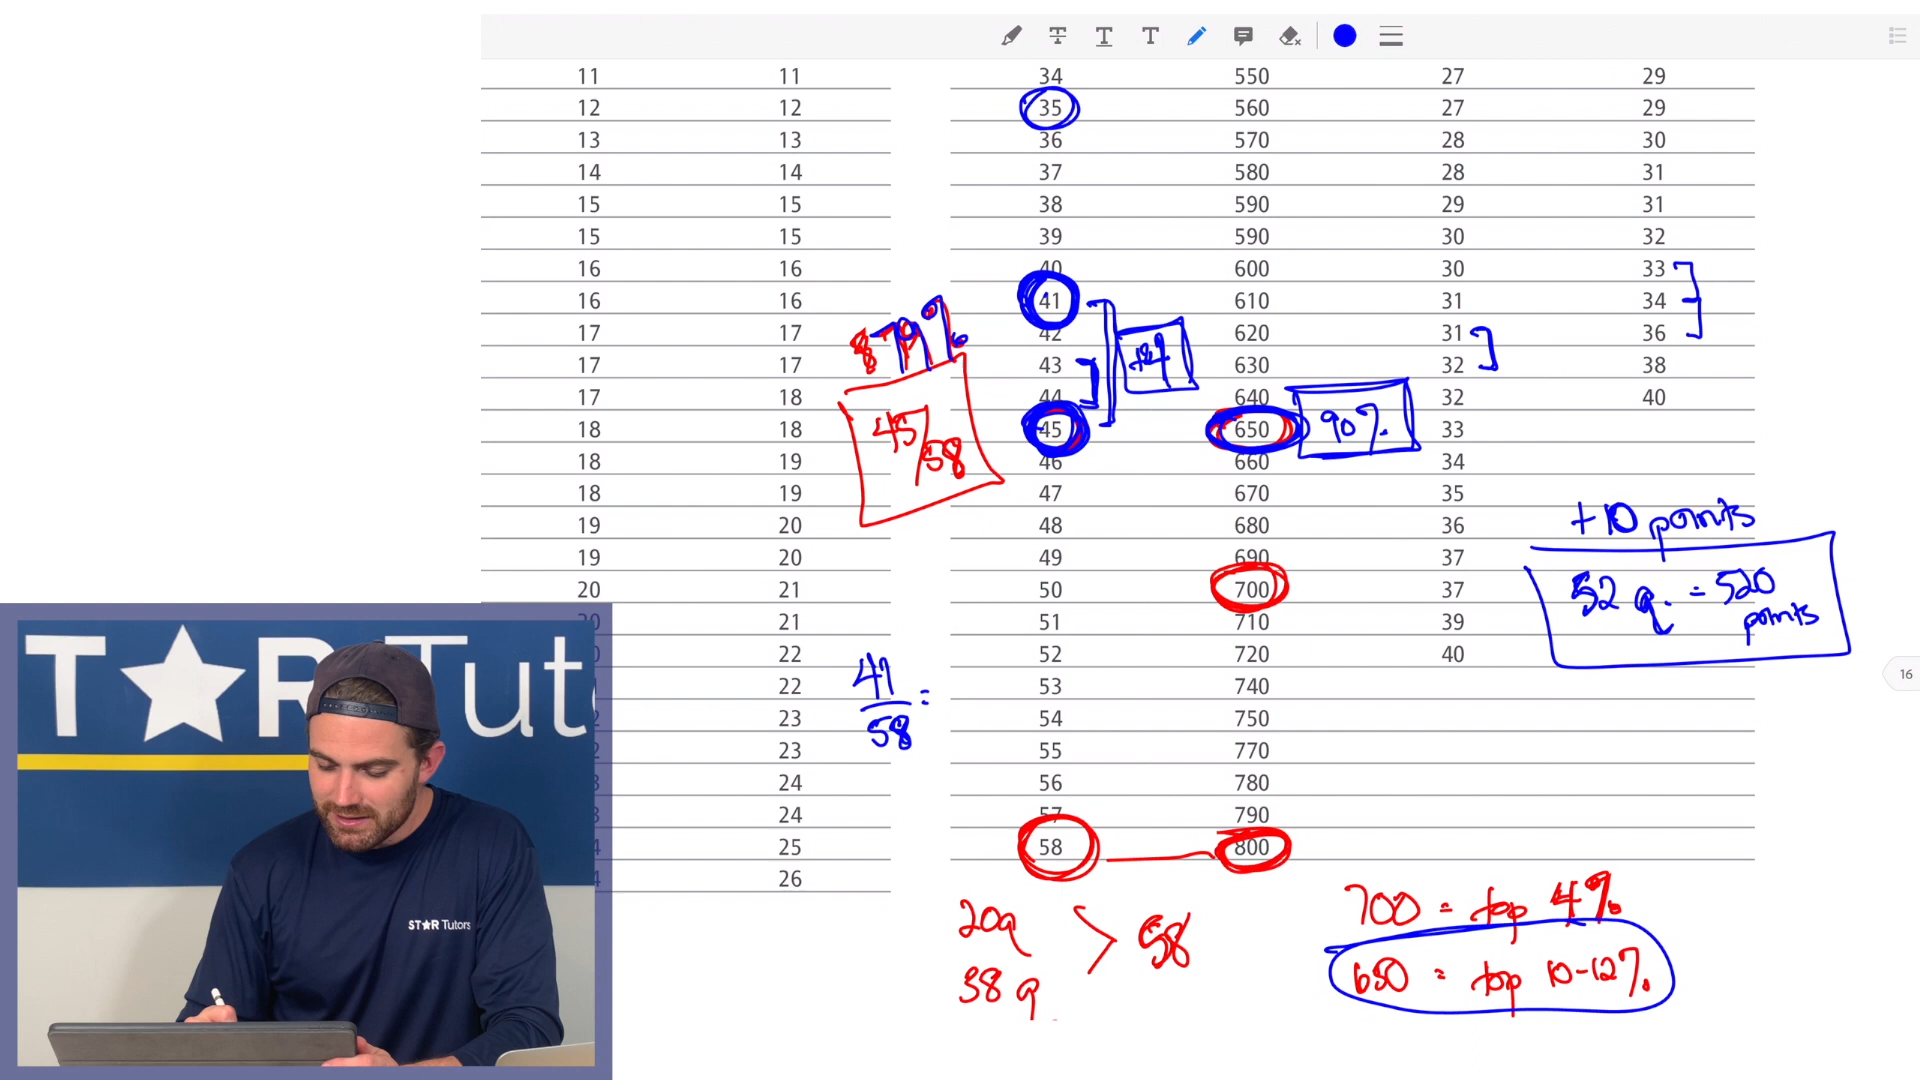 11 11 34 550 27 29
12 12 35 560 27 29
13 13 36 570 28 30
14 14 37 580 28 31
15 15 38 590 29 31
15 15 39 590 30 32
16 16 40 600 30 33
16 16 41 610 31 34
17 17 42 620 31 36
17 17 43 630 32 38
17 18 44 640 32 40
18 18 45 650 33
90%
45/58
18 19 46 660 34
18 19 47 670 35
19 20 48 680 36
19 20 49 690 37
20 21 50 700 37
21 51 710 39
22 52 720 40
22 53 740
23 54 750
23 55 770
24 56 780
24 57 790
25 58 800
26
+10 points
52 q. = 520
points
58
20q
38q
58
700 = top 4%
650 = top 10-12%
16
T★R Tut
ST★R Tutors